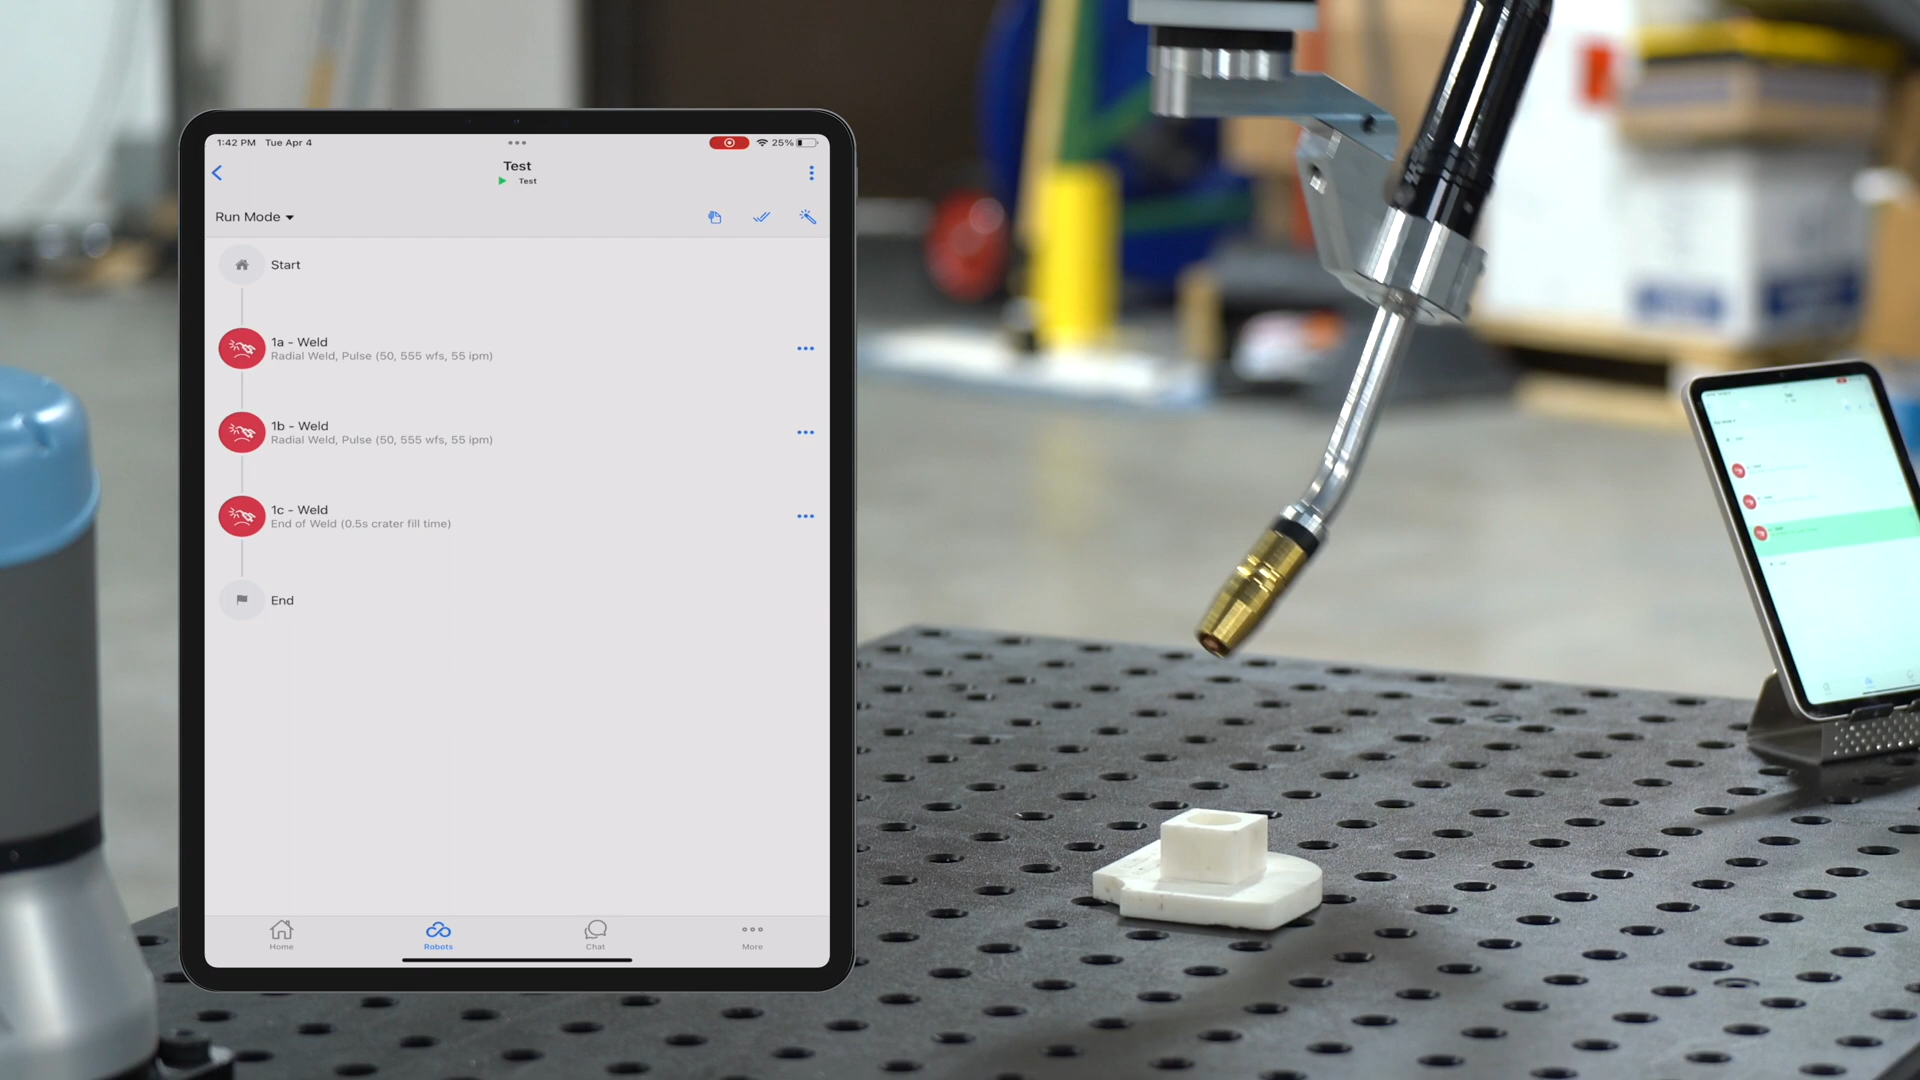 1:42 PM Tue Apr 4
25%
Test
Test
Run Mode
Start
1a - Weld
Radial Weld, Pulse (50, 555 wfs, 55 ipm)
1b - Weld
Radial Weld, Pulse (50, 555 wfs, 55 ipm)
1c - Weld
End of Weld (0.5s crater fill time)
End
Home
Robots
Chat
More